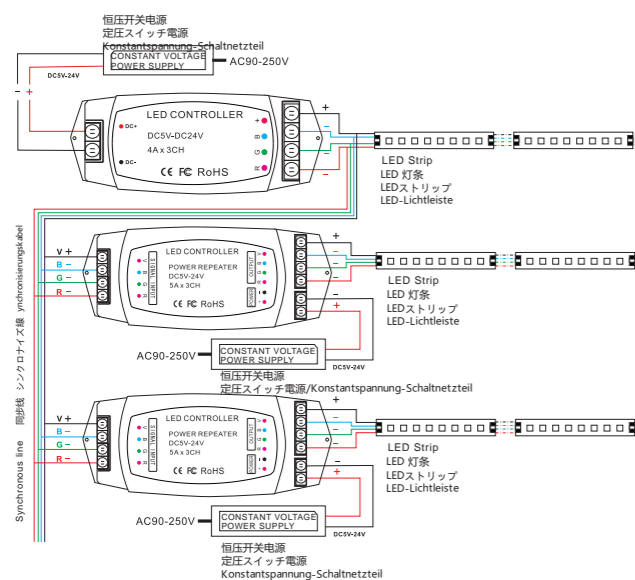 恒压开关电源
定圧スイッチ電源
Konstantspannung-Schaltnetzteil
CONSTANT VOLTAGE
POWER SUPPLY
AC90-250V
DC5V-24V
− +
LED CONTROLLER
DC+
DC5V-DC24V
4A x 3CH
DC-
CE FC RoHS
+ B G R
+
−
−
−
LED Strip
LED 灯条
LEDストリップ
LED-Lichtleiste
V +
B −
G −
R −
SIGNAL INPUT
V B G R
LED CONTROLLER
POWER REPEATER
DC5V-24V
5A x 3CH
CE FC RoHS
OUTPUT
V B G R
POWER
− +
+
−
−
−
−
+
LED Strip
LED 灯条
LEDストリップ
LED-Lichtleiste
AC90-250V
CONSTANT VOLTAGE
POWER SUPPLY
DC5V-24V
恒压开关电源
定圧スイッチ電源/Konstantspannung-Schaltnetzteil
V +
B −
G −
R −
SIGNAL INPUT
V B G R
LED CONTROLLER
POWER REPEATER
DC5V-24V
5A x 3CH
CE FC RoHS
OUTPUT
V B G R
POWER
− +
+
−
−
−
−
+
LED Strip
LED 灯条
LEDストリップ
LED-Lichtleiste
AC90-250V
CONSTANT VOLTAGE
POWER SUPPLY
DC5V-24V
恒压开关电源
定圧スイッチ電源
Konstantspannung-Schaltnetzteil
Synchronous line 同步线 シンクロナイズ線 ynchronisierungskabel